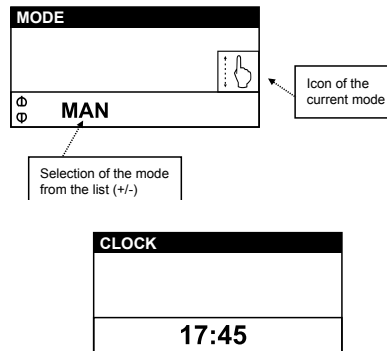 MODE
Icon of the
current mode
MAN
Selection of the mode
from the list (+/-)
CLOCK
17:45